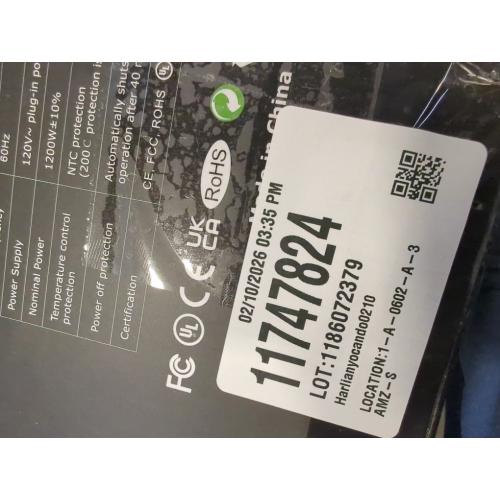 60Hz
Power Supply 120V~ plug-in
Nominal Power 1200W±10%
Temperature control NTC protection
protection (200℃ protection
Power off protection Automatically shuts
operation after 40
Certification CE, FCC, ROHS, UL
FC UL CE UK
CA RoHS
Made in China
02/10/2026 03:35 PM
11747824
LOT:1186072379
Harlianyocando0210
LOCATION:1-A-0602-A-3
AMZ-S